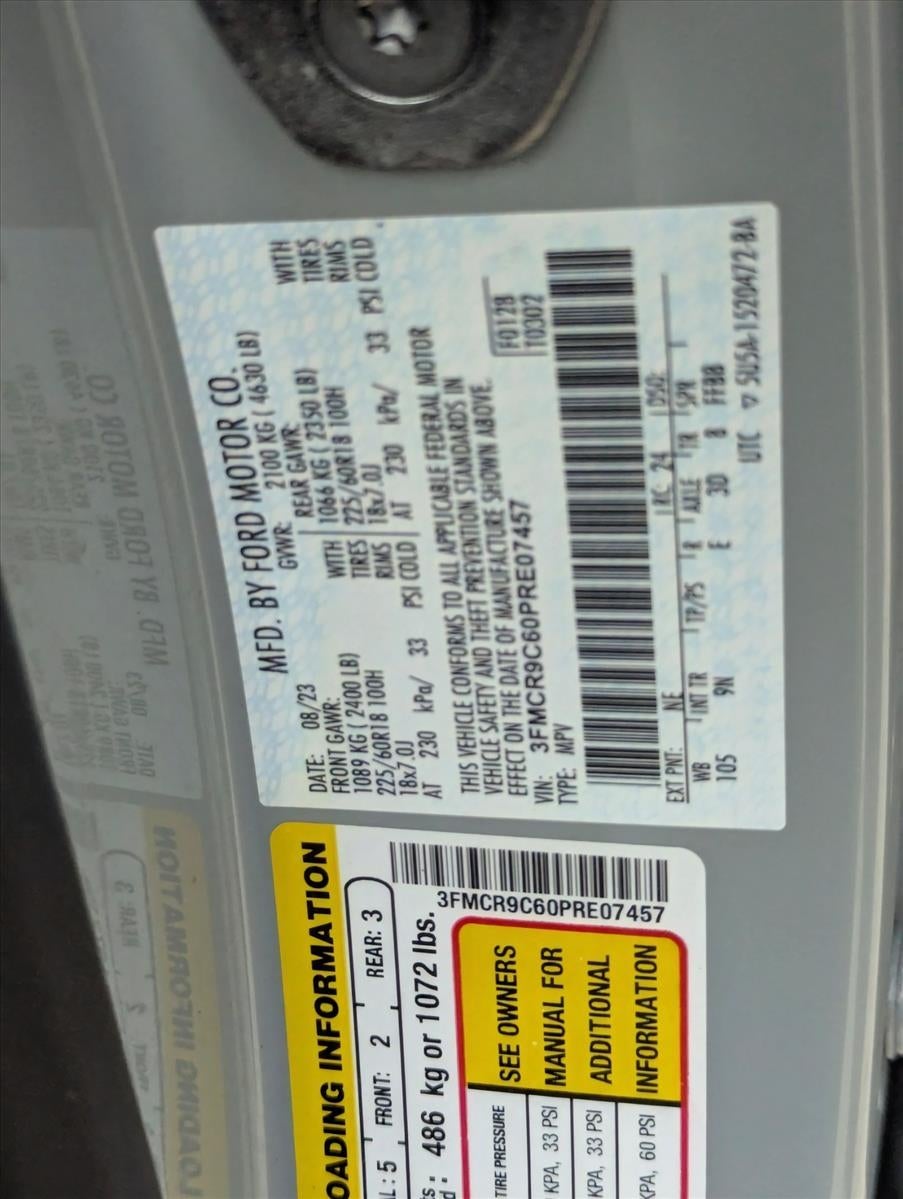 MFD. BY FORD MOTOR CO.
DATE: 08/23 GVWR: 2100 KG ( 4630 LB)
FRONT GAWR: REAR GAWR: WITH
1089 KG ( 2400 LB) WITH 1066 KG ( 2350 LB) TIRES
225/60R18 100H TIRES 225/60R18 100H RIMS
18x7.0J RIMS 18x7.0J
AT 230 kPa/ 33 PSI COLD AT 230 kPa/ 33 PSI COLD
THIS VEHICLE CONFORMS TO ALL APPLICABLE FEDERAL MOTOR
VEHICLE SAFETY AND THEFT PREVENTION STANDARDS IN
EFFECT ON THE DATE OF MANUFACTURE SHOWN ABOVE.
VIN: 3FMCR9C60PRE07457 F0128
TYPE: MPV T0302
EXT PNT: NE RC: 24 DSO:
WB INT TR TP/PS R AXLE TR SPR
105 9N E 30 8 FFBB
UTC ▽ 5U5A-1520472-BA
OADING INFORMATION
L: 5 FRONT: 2 REAR: 3
486 kg or 1072 lbs.
3FMCR9C60PRE07457
TIRE PRESSURE
KPA, 33 PSI
KPA, 33 PSI
KPA, 60 PSI
SEE OWNERS
MANUAL FOR
ADDITIONAL
INFORMATION